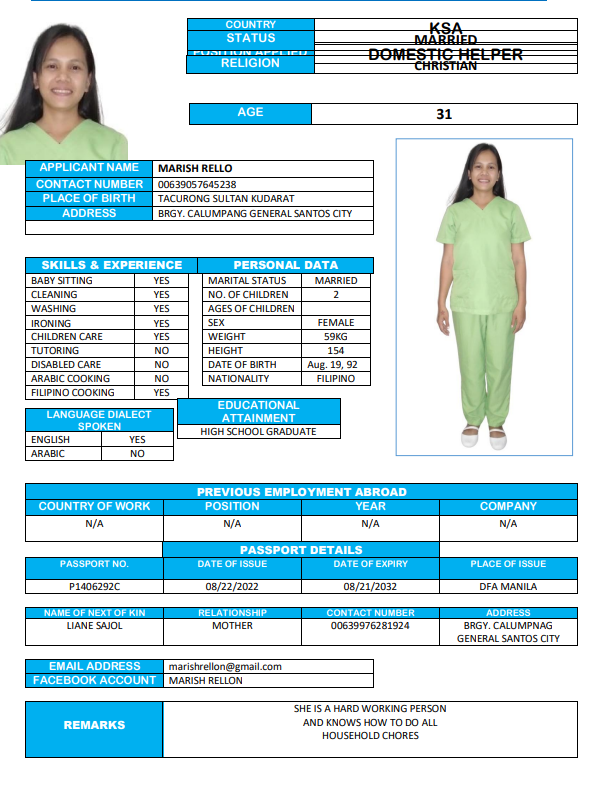 COUNTRY KSA
STATUS MARRIED
POSITION APPLIED DOMESTIC HELPER
RELIGION CHRISTIAN
AGE 31
APPLICANT NAME MARISH RELLO
CONTACT NUMBER 00639057645238
PLACE OF BIRTH TACURONG SULTAN KUDARAT
ADDRESS BRGY. CALUMPANG GENERAL SANTOS CITY
SKILLS & EXPERIENCE
BABY SITTING YES
CLEANING YES
WASHING YES
IRONING YES
CHILDREN CARE YES
TUTORING NO
DISABLED CARE NO
ARABIC COOKING NO
FILIPINO COOKING YES
PERSONAL DATA
MARITAL STATUS MARRIED
NO. OF CHILDREN 2
AGES OF CHILDREN
SEX FEMALE
WEIGHT 59KG
HEIGHT 154
DATE OF BIRTH Aug. 19, 92
NATIONALITY FILIPINO
LANGUAGE DIALECT
SPOKEN
ENGLISH YES
ARABIC NO
EDUCATIONAL
ATTAINMENT
HIGH SCHOOL GRADUATE
PREVIOUS EMPLOYMENT ABROAD
COUNTRY OF WORK POSITION YEAR COMPANY
N/A N/A N/A N/A
PASSPORT DETAILS
PASSPORT NO. DATE OF ISSUE DATE OF EXPIRY PLACE OF ISSUE
P1406292C 08/22/2022 08/21/2032 DFA MANILA
NAME OF NEXT OF KIN RELATIONSHIP CONTACT NUMBER ADDRESS
LIANE SAJOL MOTHER 00639976281924 BRGY. CALUMPNAG
GENERAL SANTOS CITY
EMAIL ADDRESS marishrellon@gmail.com
FACEBOOK ACCOUNT MARISH RELLON
REMARKS
SHE IS A HARD WORKING PERSON
AND KNOWS HOW TO DO ALL
HOUSEHOLD CHORES